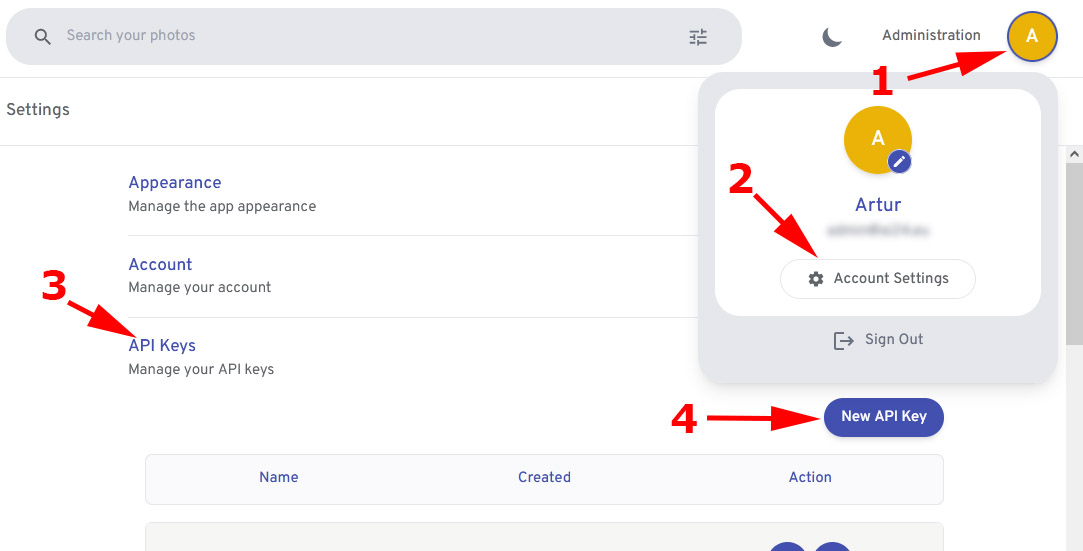 Search your photos
Administration
A
1
Settings
A
2
Artur
Account Settings
Sign Out
Appearance
Manage the app appearance
Account
Manage your account
3
API Keys
Manage your API keys
4
New API Key
Name Created Action